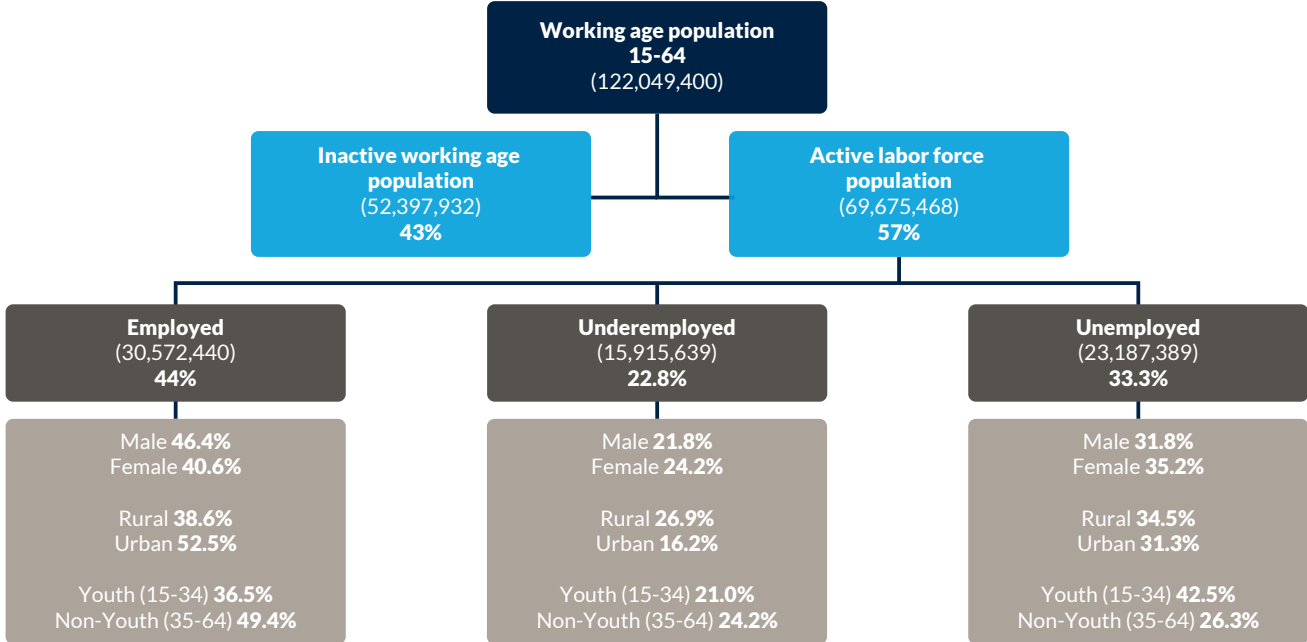 Working age population
15-64
(122,049,400)
Inactive working age
population
(52,397,932)
43%
Active labor force
population
(69,675,468)
57%
Employed
(30,572,440)
44%
Underemployed
(15,915,639)
22.8%
Unemployed
(23,187,389)
33.3%
Male 46.4%
Female 40.6%
Rural 38.6%
Urban 52.5%
Youth (15-34) 36.5%
Non-Youth (35-64) 49.4%
Male 21.8%
Female 24.2%
Rural 26.9%
Urban 16.2%
Youth (15-34) 21.0%
Non-Youth (35-64) 24.2%
Male 31.8%
Female 35.2%
Rural 34.5%
Urban 31.3%
Youth (15-34) 42.5%
Non-Youth (35-64) 26.3%